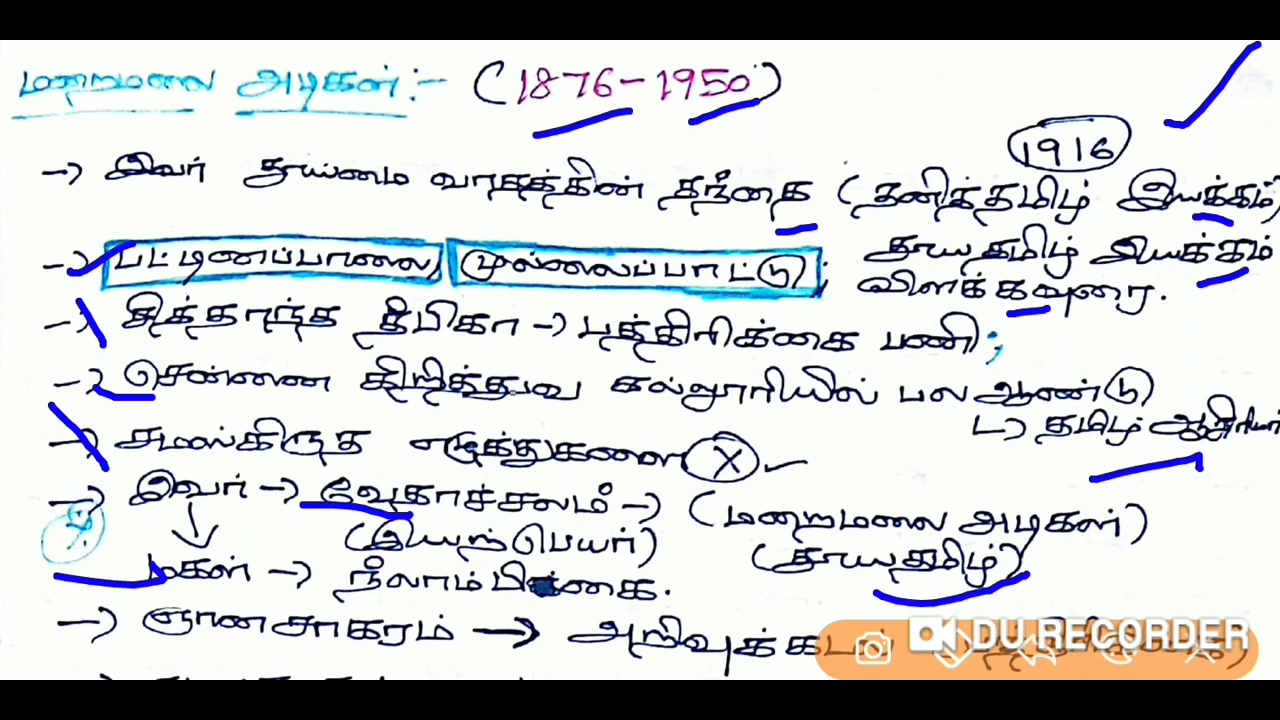 மறைமலை அடிகள் :- (1876-1950)
1916
→ இவர் தூய்மை வாதத்தின் தந்தை (தனித்தமிழ் இயக்கம்)
தூயதமிழ் இயக்கம்
→ பட்டினப்பாலை, முல்லைப்பாட்டு; விளக்கவுரை.
→ சித்தாந்த தீபிகா → பத்திரிக்கை பணி;
→ சென்னை கிறித்துவ கல்லூரியில் பல ஆண்டு
↳ தமிழ் ஆசிரியர்
→ சமஸ்கிருத எழுத்துகளை X
→ இவர் → வேதாச்சலம் → (மறைமலை அடிகள்)
(இயற்பெயர்) (தூயதமிழ்)
மகள் → நீலாம்பிகை.
→ ஞானசாகரம் → அறிவுக்கடல்
DU RECORDER